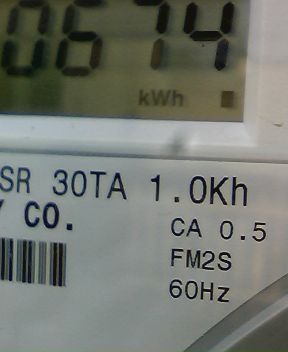 0674
kWh
SR 30TA 1.0Kh
Y CO.
CA 0.5
FM2S
60Hz